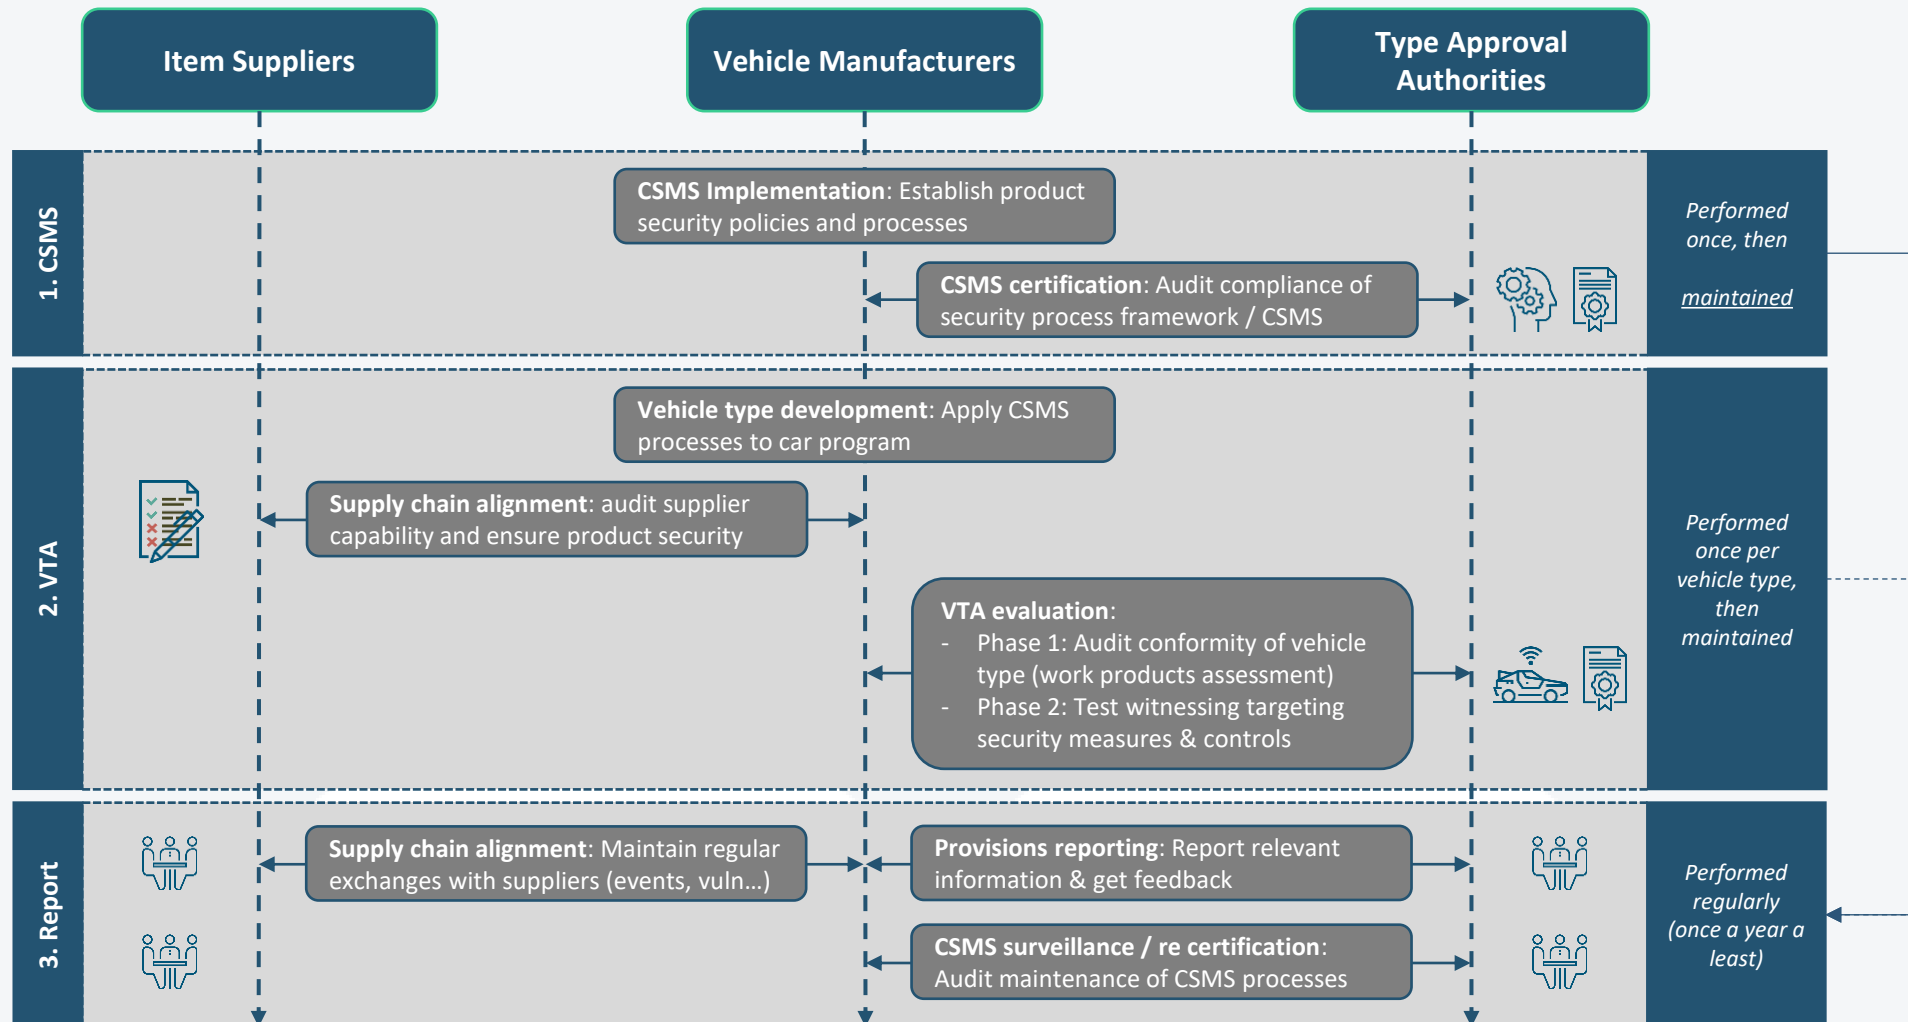 Item Suppliers
Vehicle Manufacturers
Type Approval
Authorities
1. CSMS
CSMS Implementation: Establish product
security policies and processes
CSMS certification: Audit compliance of
security process framework / CSMS
Performed
once, then
maintained
2. VTA
Vehicle type development: Apply CSMS
processes to car program
Supply chain alignment: audit supplier
capability and ensure product security
VTA evaluation:
- Phase 1: Audit conformity of vehicle
type (work products assessment)
- Phase 2: Test witnessing targeting
security measures & controls
Performed
once per
vehicle type,
then
maintained
3. Report
Supply chain alignment: Maintain regular
exchanges with suppliers (events, vuln...)
Provisions reporting: Report relevant
information & get feedback
CSMS surveillance / re certification:
Audit maintenance of CSMS processes
Performed
regularly
(once a year a
least)